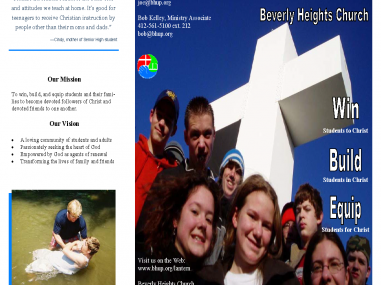 and attitudes we teach at home. It's good for
teenagers to receive Christian instruction by
people other than their moms and dads."
—Cindy, mother of Senior High student
Our Mission
To win, build, and equip students and their fami-
lies to become devoted followers of Christ and
devoted friends to one another.
Our Vision
• A loving community of students and adults
• Passionately seeking the heart of God
• Empowered by God as agents of renewal
• Transforming the lives of family and friends
joe@bhup.org
Bob Kelley, Ministry Associate
412-561-5100 ext. 212
bob@bhup.org
Visit us on the Web:
www.bhup.org/lantern
Beverly Heights Church
Beverly Heights Church
Win
Students to Christ
Build
Students in Christ
Equip
Students for Christ